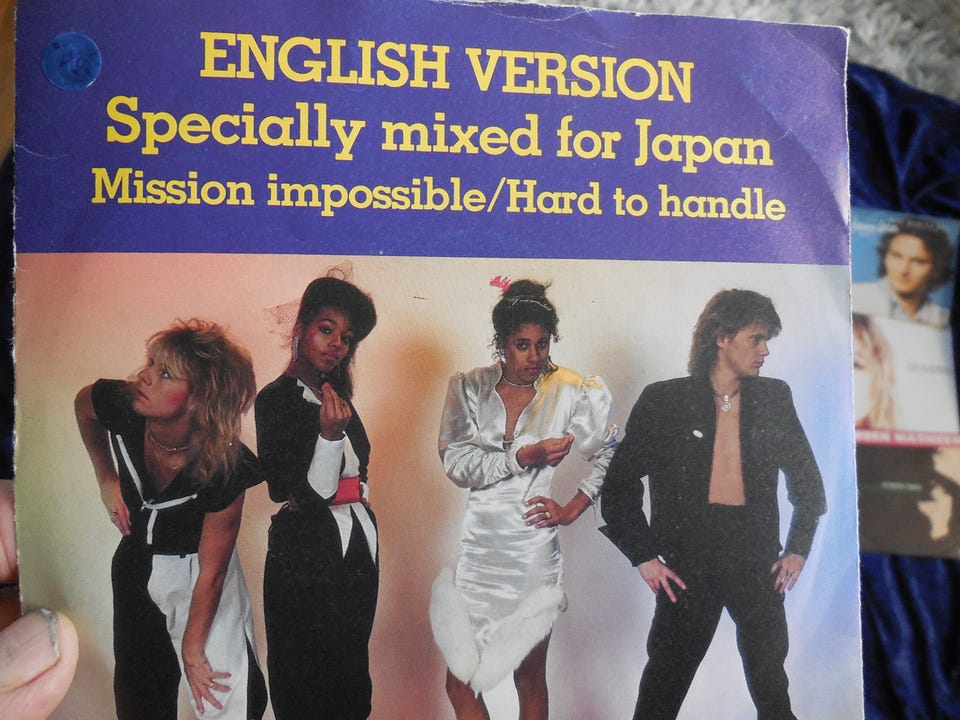 ENGLISH VERSION
Specially mixed for Japan
Mission impossible/Hard to handle